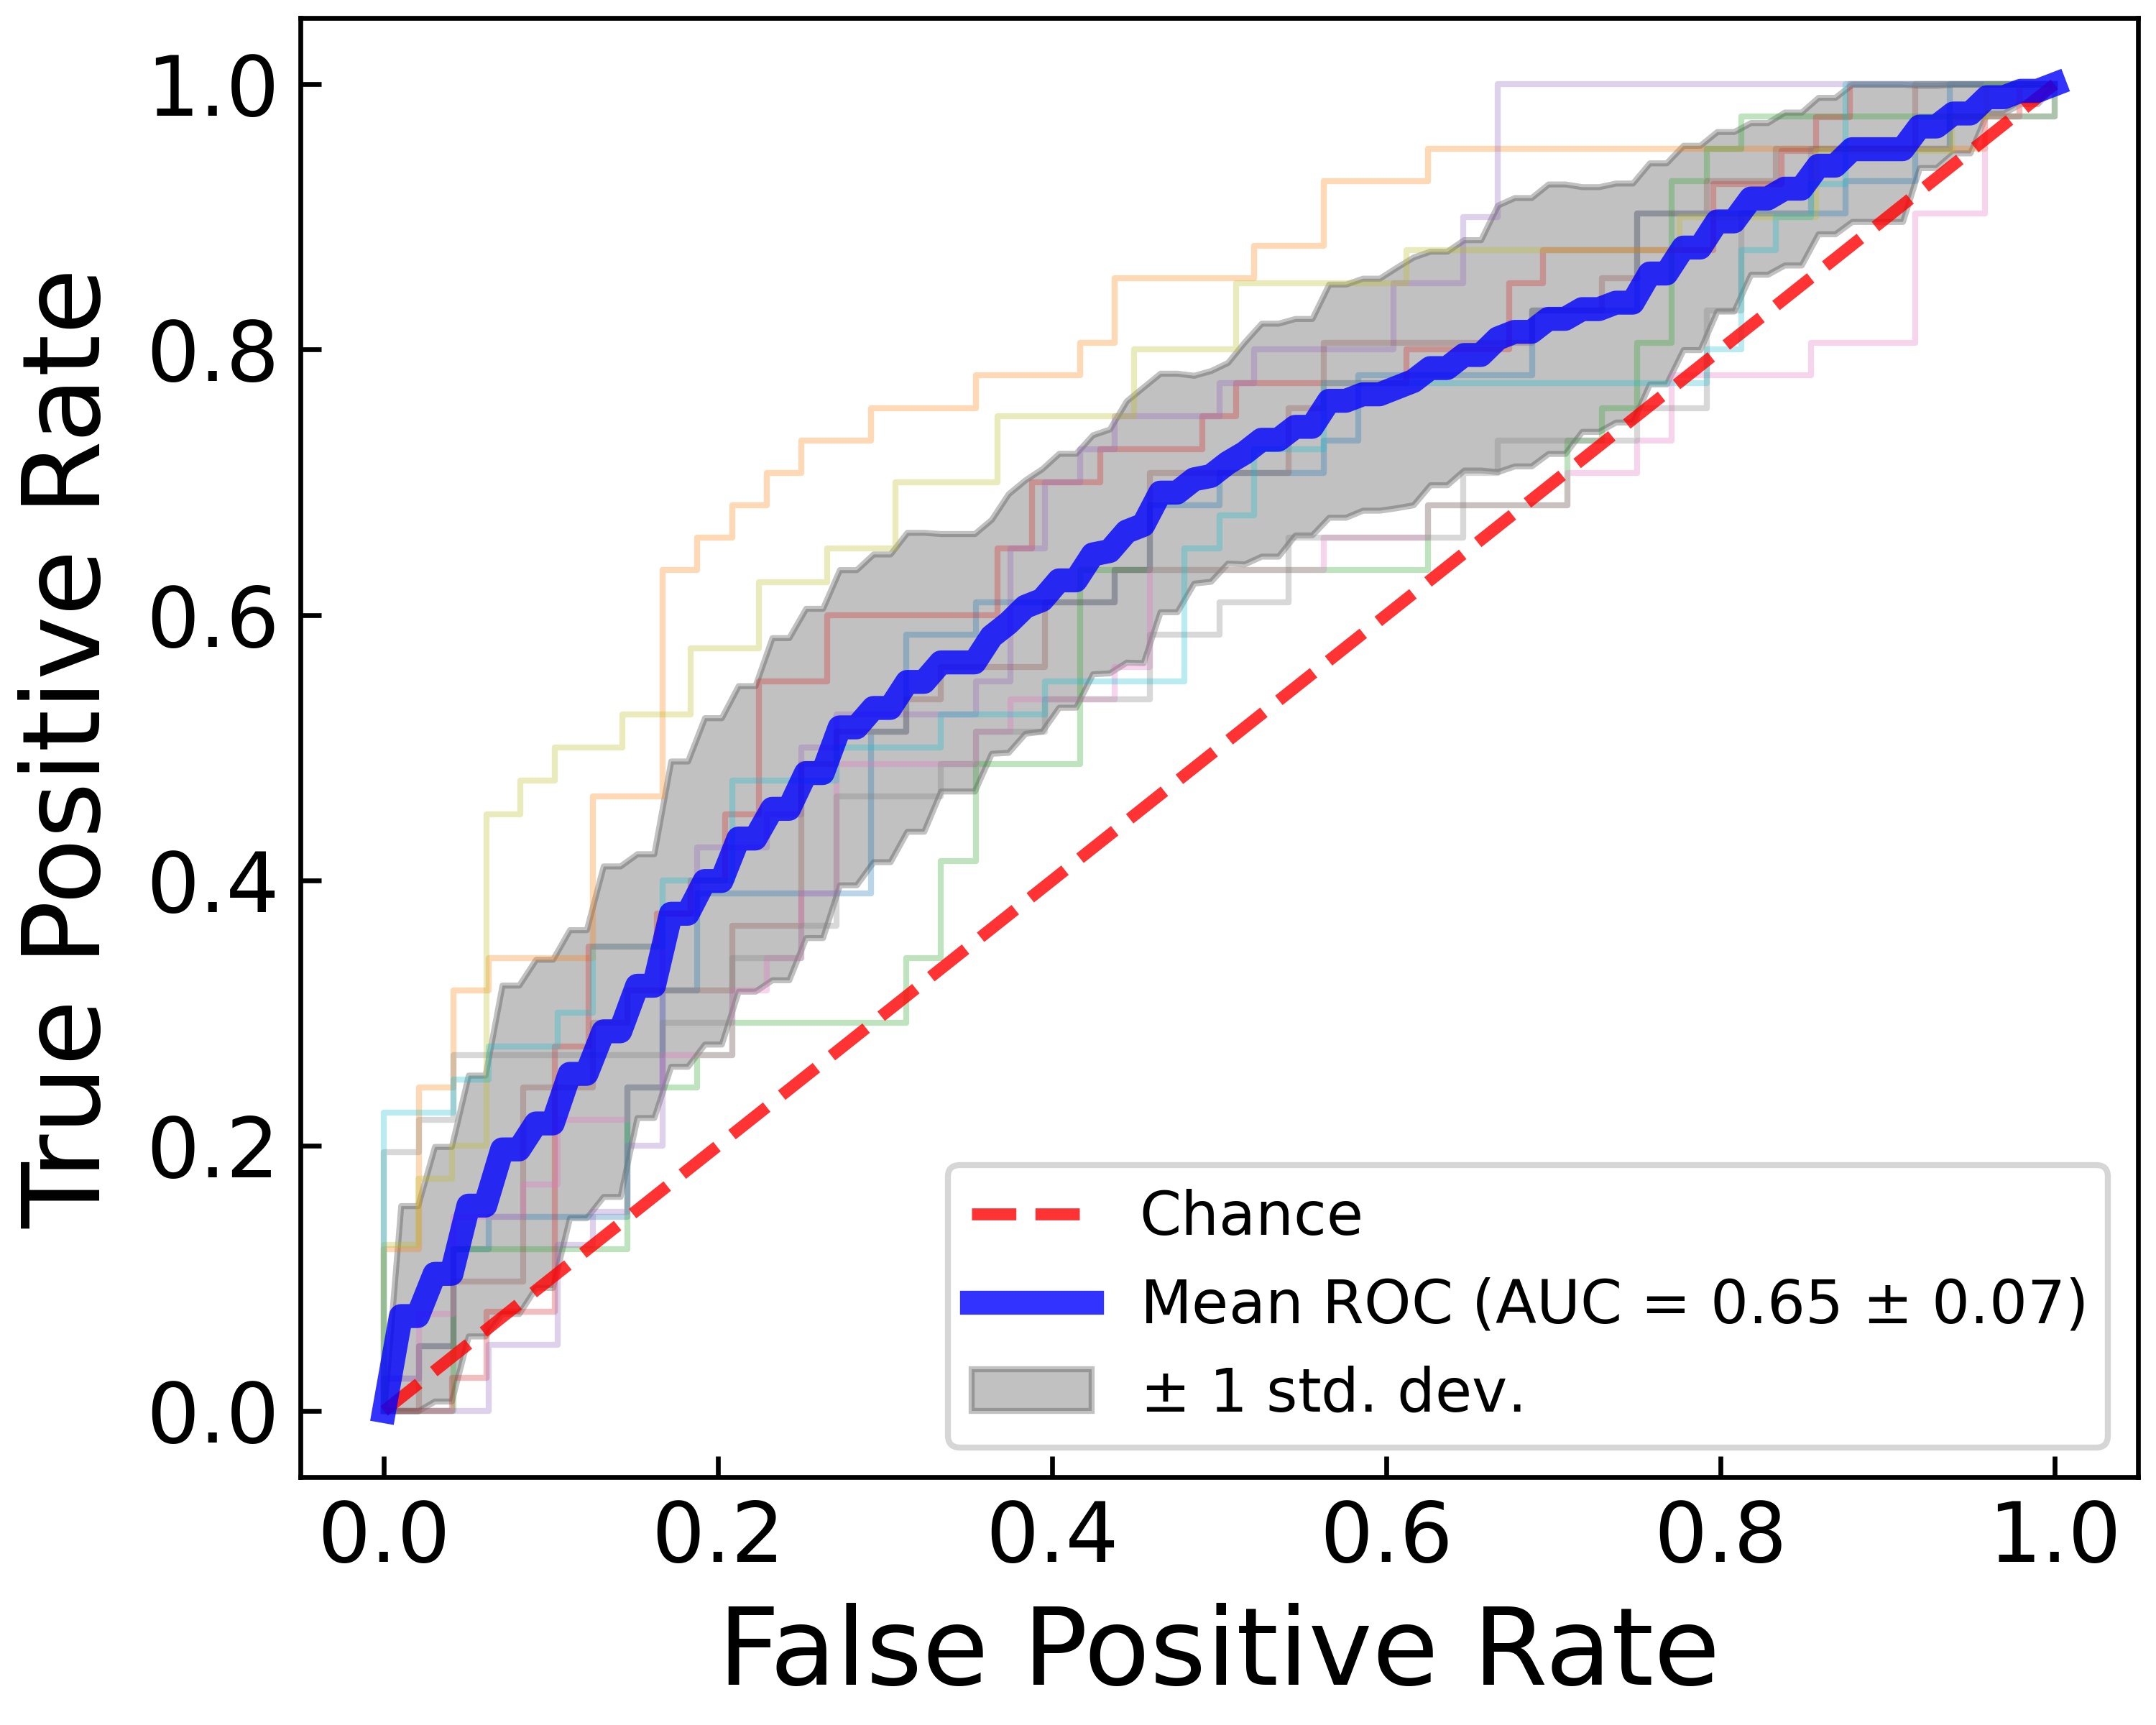 True Positive Rate
1.0
0.8
0.6
0.4
0.2
0.0
Chance
Mean ROC (AUC = 0.65 ± 0.07)
± 1 std. dev.
0.0 0.2 0.4 0.6 0.8 1.0
False Positive Rate